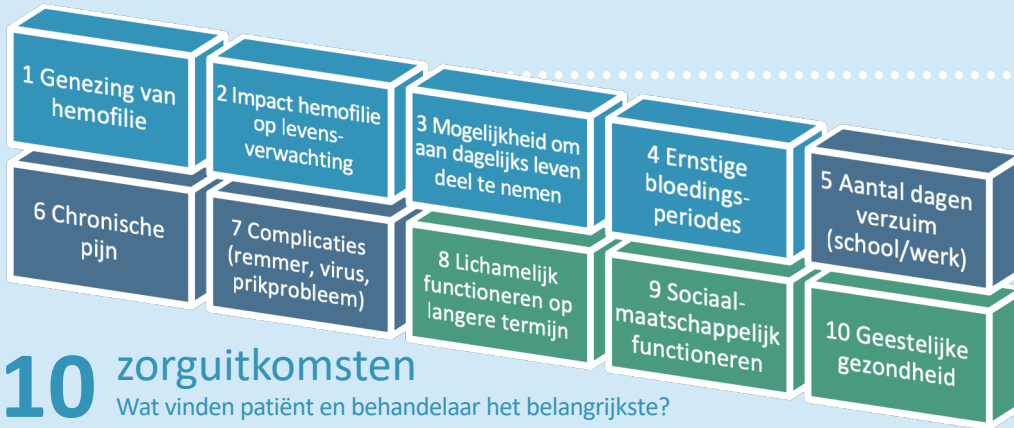 1 Genezing van
hemofilie
2 Impact hemofilie
op levens-
verwachting
3 Mogelijkheid om
aan dagelijks leven
deel te nemen
4 Ernstige
bloedings-
periodes
5 Aantal dagen
verzuim
(school/werk)
6 Chronische
pijn
7 Complicaties
(remmer, virus,
prikprobleem)
8 Lichamelijk
functioneren op
langere termijn
9 Sociaal-
maatschappelijk
functioneren
10 Geestelijke
gezondheid
10 zorguitkomsten
Wat vinden patiënt en behandelaar het belangrijkste?